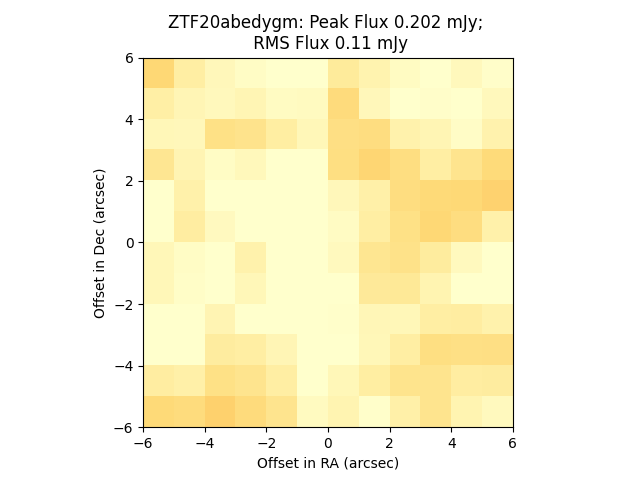 ZTF20abedygm: Peak Flux 0.202 mJy;
RMS Flux 0.11 mJy
6
4
2
0
−2
−4
−6
Offset in Dec (arcsec)
−6 −4 −2 0 2 4 6
Offset in RA (arcsec)